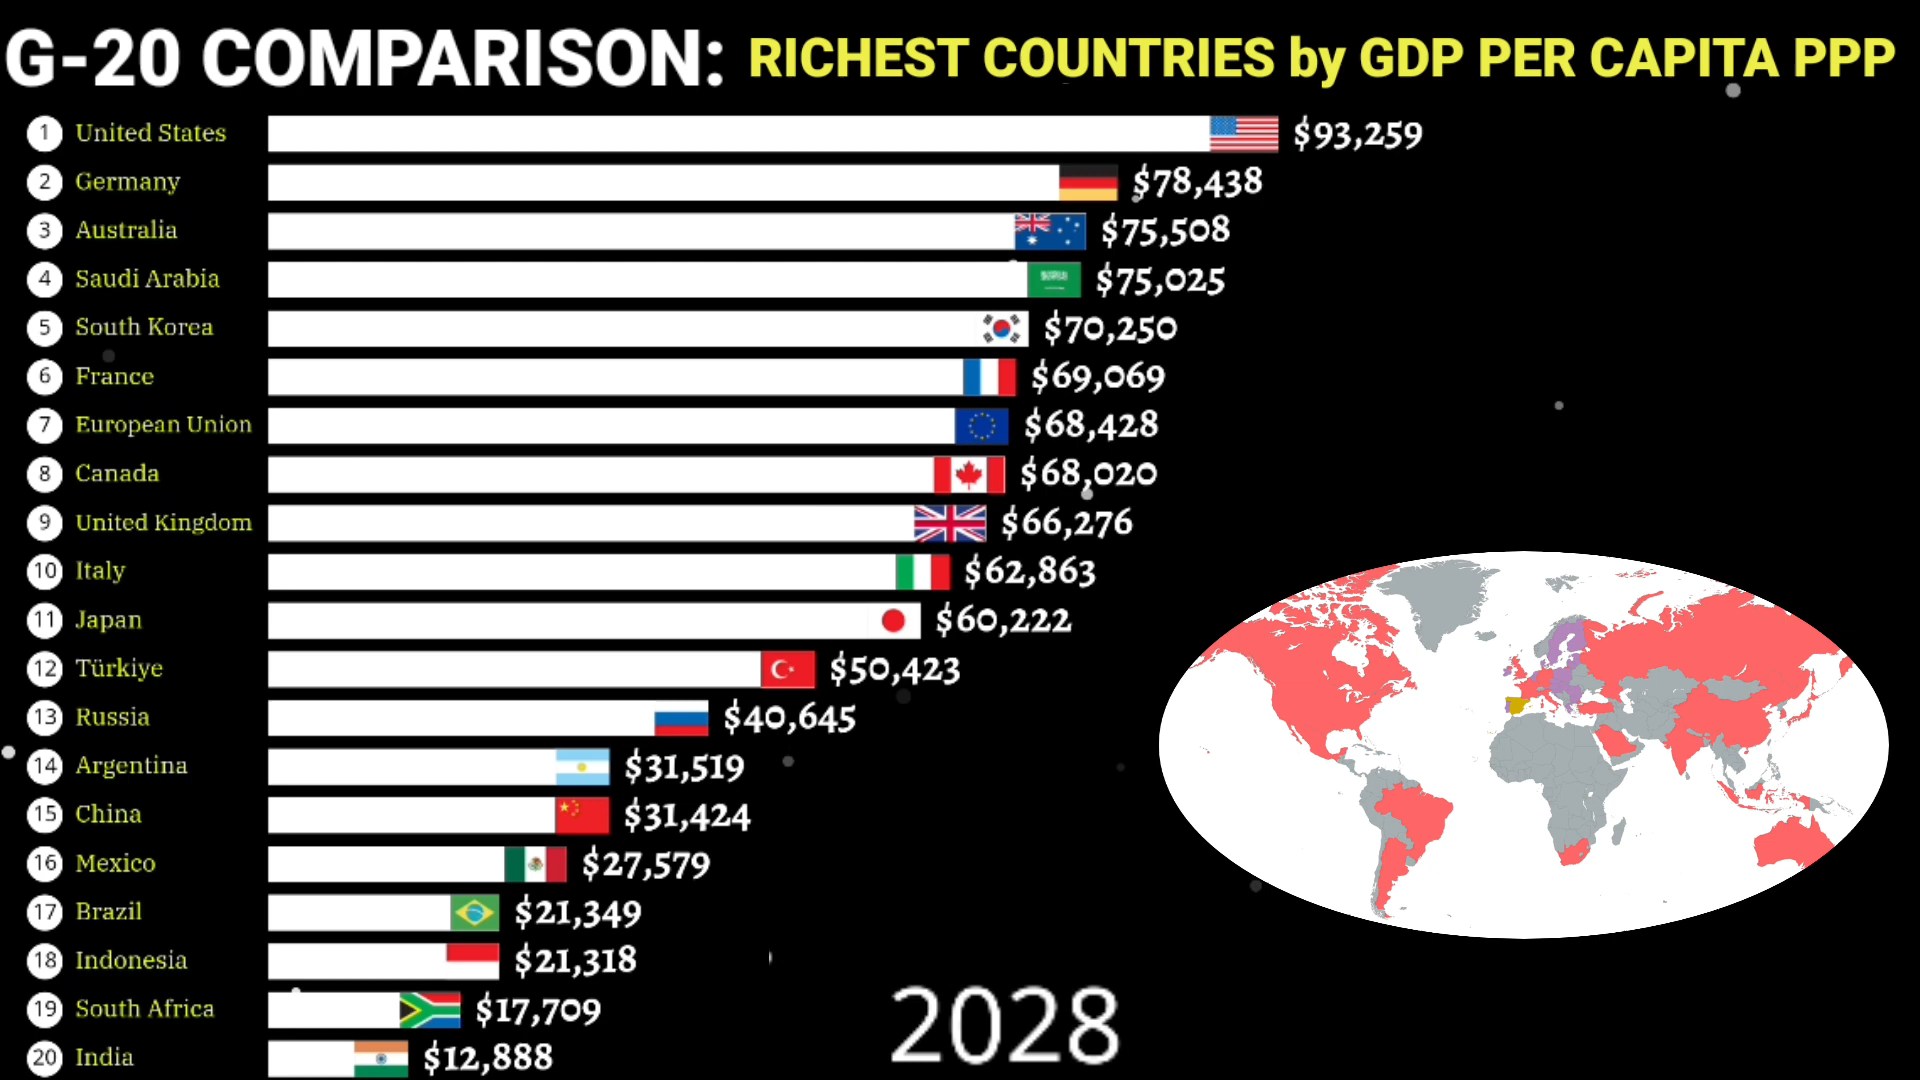 G-20 COMPARISON: RICHEST COUNTRIES by GDP PER CAPITA PPP
1 United States $93,259
2 Germany $78,438
3 Australia $75,508
4 Saudi Arabia $75,025
5 South Korea $70,250
6 France $69,069
7 European Union $68,428
8 Canada $68,020
9 United Kingdom $66,276
10 Italy $62,863
11 Japan $60,222
12 Türkiye $50,423
13 Russia $40,645
14 Argentina $31,519
15 China $31,424
16 Mexico $27,579
17 Brazil $21,349
18 Indonesia $21,318
19 South Africa $17,709
20 India $12,888
2028